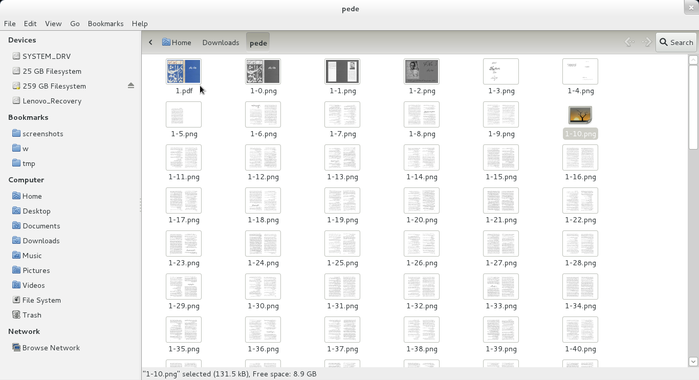 pede
File Edit View Go Bookmarks Help
Devices
SYSTEM_DRV
25 GB Filesystem
259 GB Filesystem
Lenovo_Recovery
Bookmarks
screenshots
w
tmp
Computer
Home
Desktop
Documents
Downloads
Music
Pictures
Videos
File System
Trash
Network
Browse Network
Home Downloads pede Search
1.pdf 1-0.png 1-1.png 1-2.png 1-3.png 1-4.png
1-5.png 1-6.png 1-7.png 1-8.png 1-9.png 1-10.png
1-11.png 1-12.png 1-13.png 1-14.png 1-15.png 1-16.png
1-17.png 1-18.png 1-19.png 1-20.png 1-21.png 1-22.png
1-23.png 1-24.png 1-25.png 1-26.png 1-27.png 1-28.png
1-29.png 1-30.png 1-31.png 1-32.png 1-33.png 1-34.png
1-35.png 1-36.png 1-37.png 1-38.png 1-39.png 1-40.png
"1-10.png" selected (131.5 kB), Free space: 8.9 GB